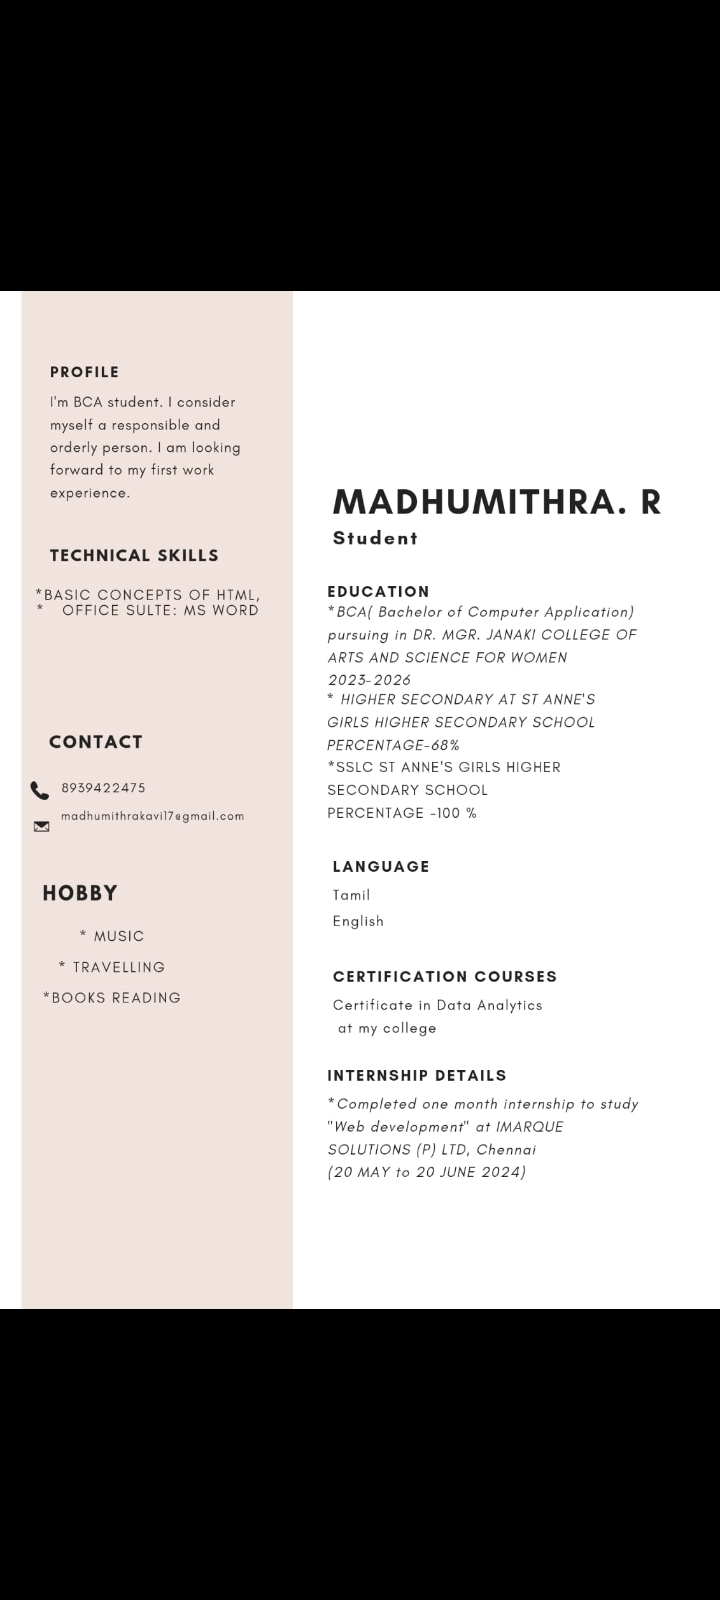 PROFILE
I'm BCA student. I consider
myself a responsible and
orderly person. I am looking
forward to my first work
experience.
TECHNICAL SKILLS
*BASIC CONCEPTS OF HTML,
* OFFICE SULTE: MS WORD
CONTACT
8939422475
madhumithrakavi17@gmail.com
HOBBY
* MUSIC
* TRAVELLING
*BOOKS READING
MADHUMITHRA. R
Student
EDUCATION
*BCA( Bachelor of Computer Application)
pursuing in DR. MGR. JANAKI COLLEGE OF
ARTS AND SCIENCE FOR WOMEN
2023-2026
* HIGHER SECONDARY AT ST ANNE'S
GIRLS HIGHER SECONDARY SCHOOL
PERCENTAGE-68%
*SSLC ST ANNE'S GIRLS HIGHER
SECONDARY SCHOOL
PERCENTAGE -100 %
LANGUAGE
Tamil
English
CERTIFICATION COURSES
Certificate in Data Analytics
at my college
INTERNSHIP DETAILS
*Completed one month internship to study
"Web development" at IMARQUE
SOLUTIONS (P) LTD, Chennai
(20 MAY to 20 JUNE 2024)